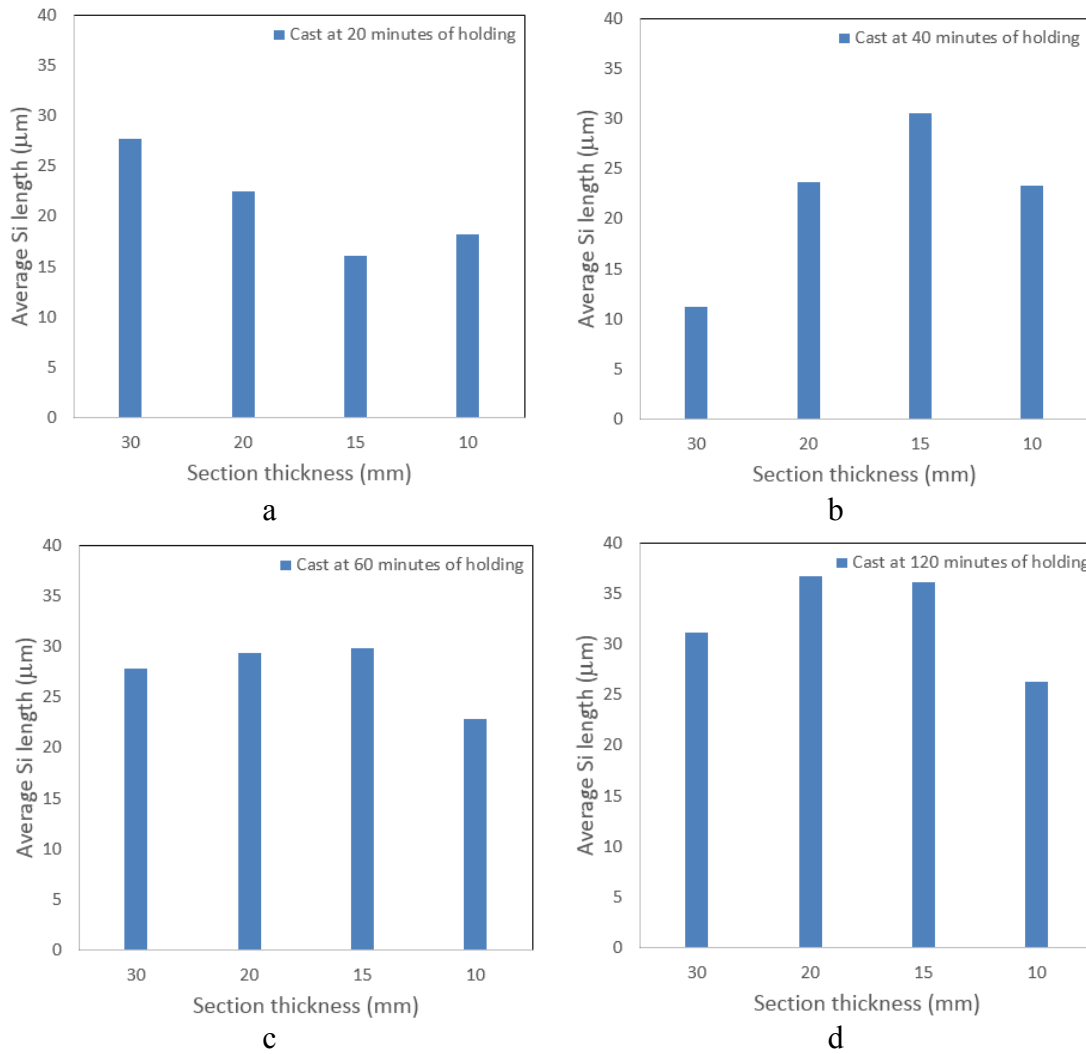 Cast at 20 minutes of holding
40
35
30
25
20
15
10
5
0
Average Si length (μm)
30 20 15 10
Section thickness (mm)
a
Cast at 40 minutes of holding
40
35
30
25
20
15
10
5
0
Average Si length (μm)
30 20 15 10
Section thickness (mm)
b
Cast at 60 minutes of holding
40
35
30
25
20
15
10
5
0
Average Si length (μm)
30 20 15 10
Section thickness (mm)
c
Cast at 120 minutes of holding
40
35
30
25
20
15
10
5
0
Average Si length (μm)
30 20 15 10
Section thickness (mm)
d